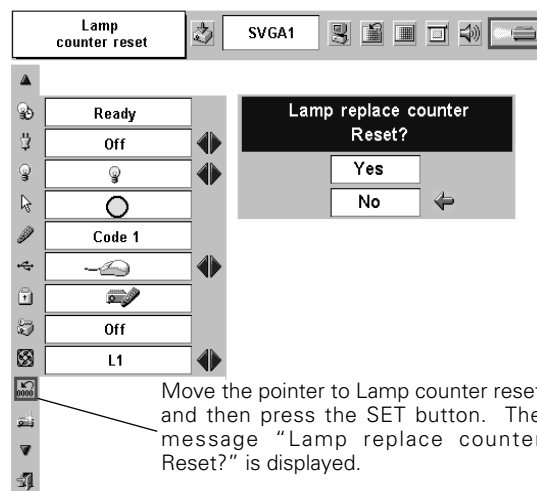 Lamp
counter reset
SVGA1
Ready
Off
Code 1
Off
L1
0000
Lamp replace counter
Reset?
Yes
No
Move the pointer to Lamp counter reset
and then press the SET button. The
message “Lamp replace counter
Reset?” is displayed.